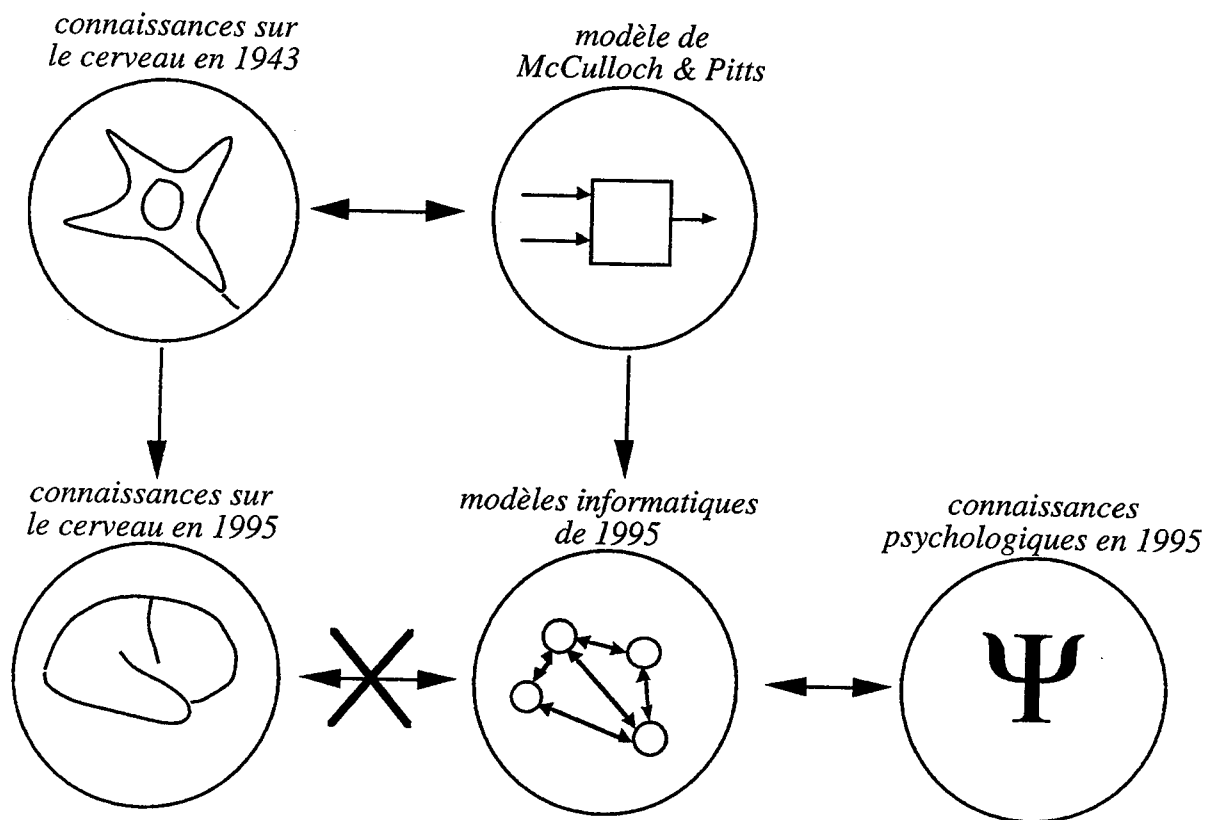 connaissances sur
le cerveau en 1943
modèle de
McCulloch & Pitts
connaissances sur
le cerveau en 1995
modèles informatiques
de 1995
connaissances
psychologiques en 1995
Ψ